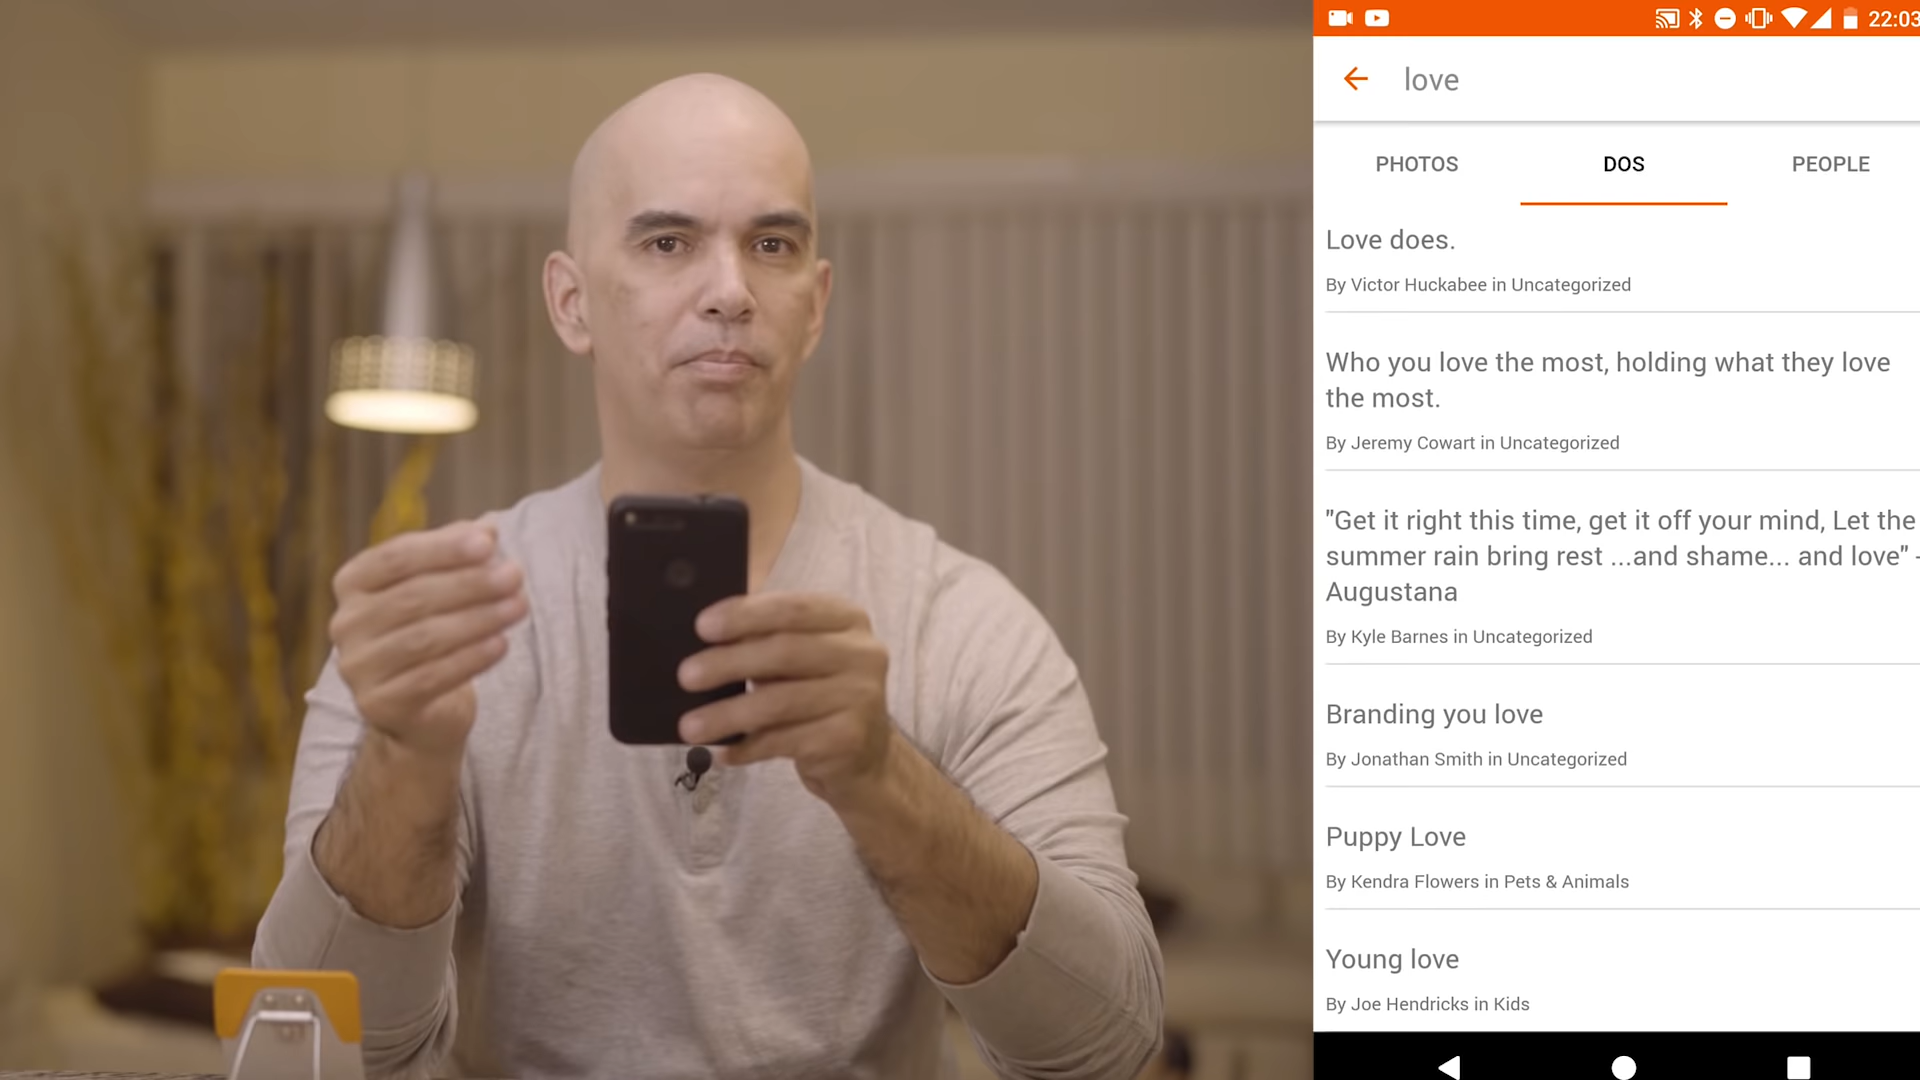 22:03
love
PHOTOS DOS PEOPLE
Love does.
By Victor Huckabee in Uncategorized
Who you love the most, holding what they love
the most.
By Jeremy Cowart in Uncategorized
"Get it right this time, get it off your mind, Let the
summer rain bring rest ...and shame... and love" -
Augustana
By Kyle Barnes in Uncategorized
Branding you love
By Jonathan Smith in Uncategorized
Puppy Love
By Kendra Flowers in Pets & Animals
Young love
By Joe Hendricks in Kids